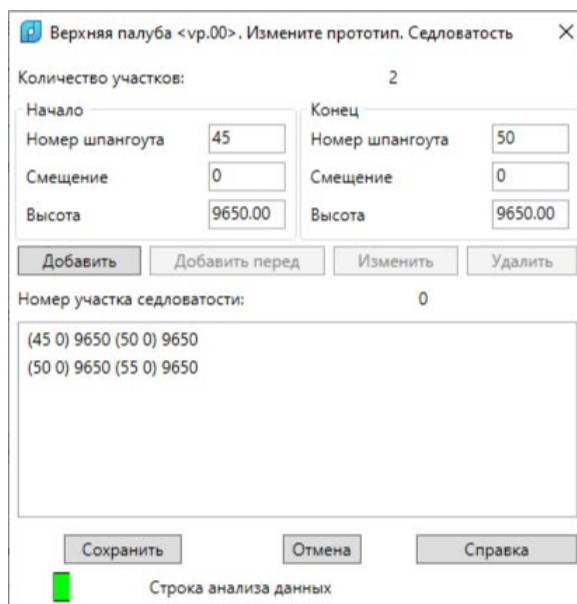 Верхняя палуба <vp.00>. Измените прототип. Седловатость
Количество участков: 2
Начало Конец
Номер шпангоута 45 Номер шпангоута 50
Смещение 0 Смещение 0
Высота 9650.00 Высота 9650.00
Добавить Добавить перед Изменить Удалить
Номер участка седловатости: 0
(45 0) 9650 (50 0) 9650
(50 0) 9650 (55 0) 9650
Сохранить Отмена Справка
Строка анализа данных